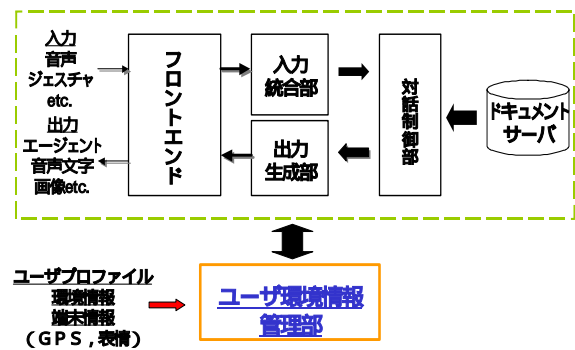 入力
音声
ジェスチャ
etc.
出力
エージェント
音声文字
画像etc.
フロントエンド
入力
統合部
出力
生成部
対話制御部
ドキュメント
サーバ
ユーザプロファイル
環境情報
端末情報
(GPS,表情)
ユーザ環境情報
管理部